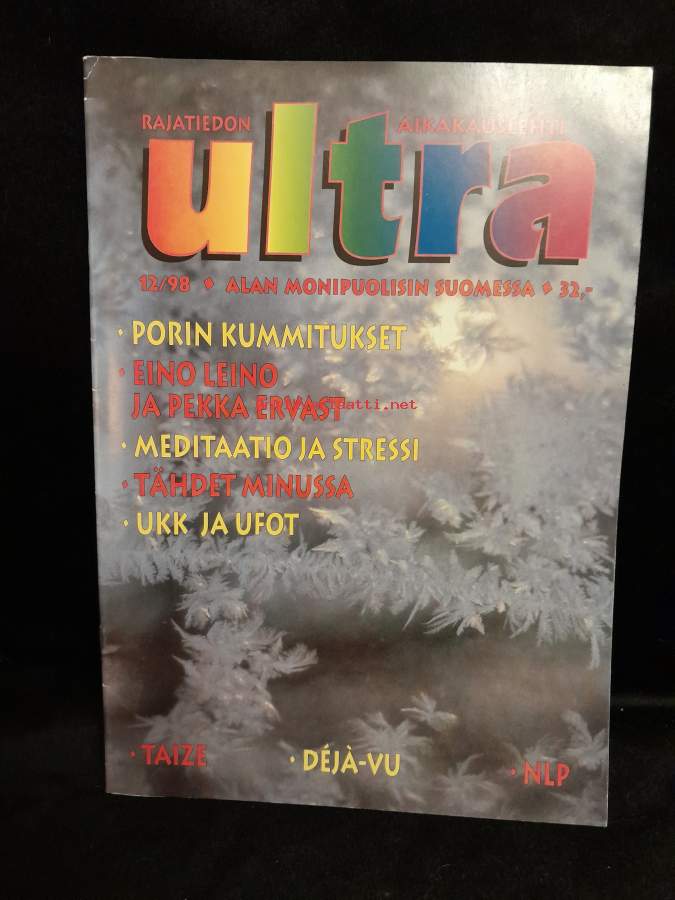 RAJATIEDON AIKAKAUSLEHTI
ultra
12/98 ♦ ALAN MONIPUOLISIN SUOMESSA ♦ 32,-
• PORIN KUMMITUKSET
• EINO LEINO
JA PEKKA ERVAST
• MEDITAATIO JA STRESSI
• TÄHDET MINUSSA
• UKK JA UFOT
• TAIZE • DÉJÀ-VU • NLP